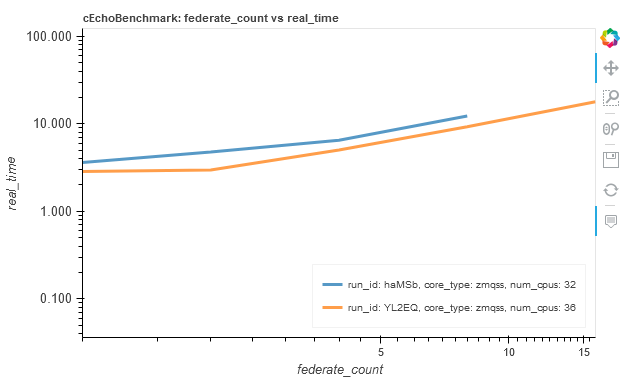 cEchoBenchmark: federate_count vs real_time
100.000
10.000
1.000
0.100
real_time
run_id: haMSb, core_type: zmqss, num_cpus: 32
run_id: YL2EQ, core_type: zmqss, num_cpus: 36
5
10
15
federate_count